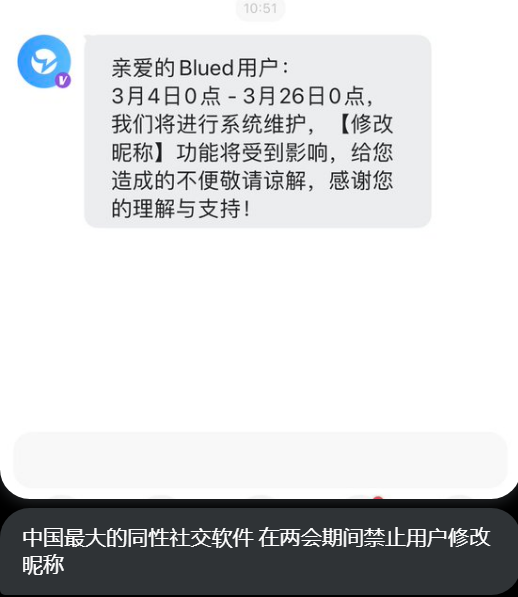 10:51
亲爱的Blued用户：
3月4日0点 - 3月26日0点，
我们将进行系统维护，【修改
昵称】功能将受到影响，给您
造成的不便敬请谅解，感谢您
的理解与支持！
中国最大的同性社交软件 在两会期间禁止用户修改
昵称